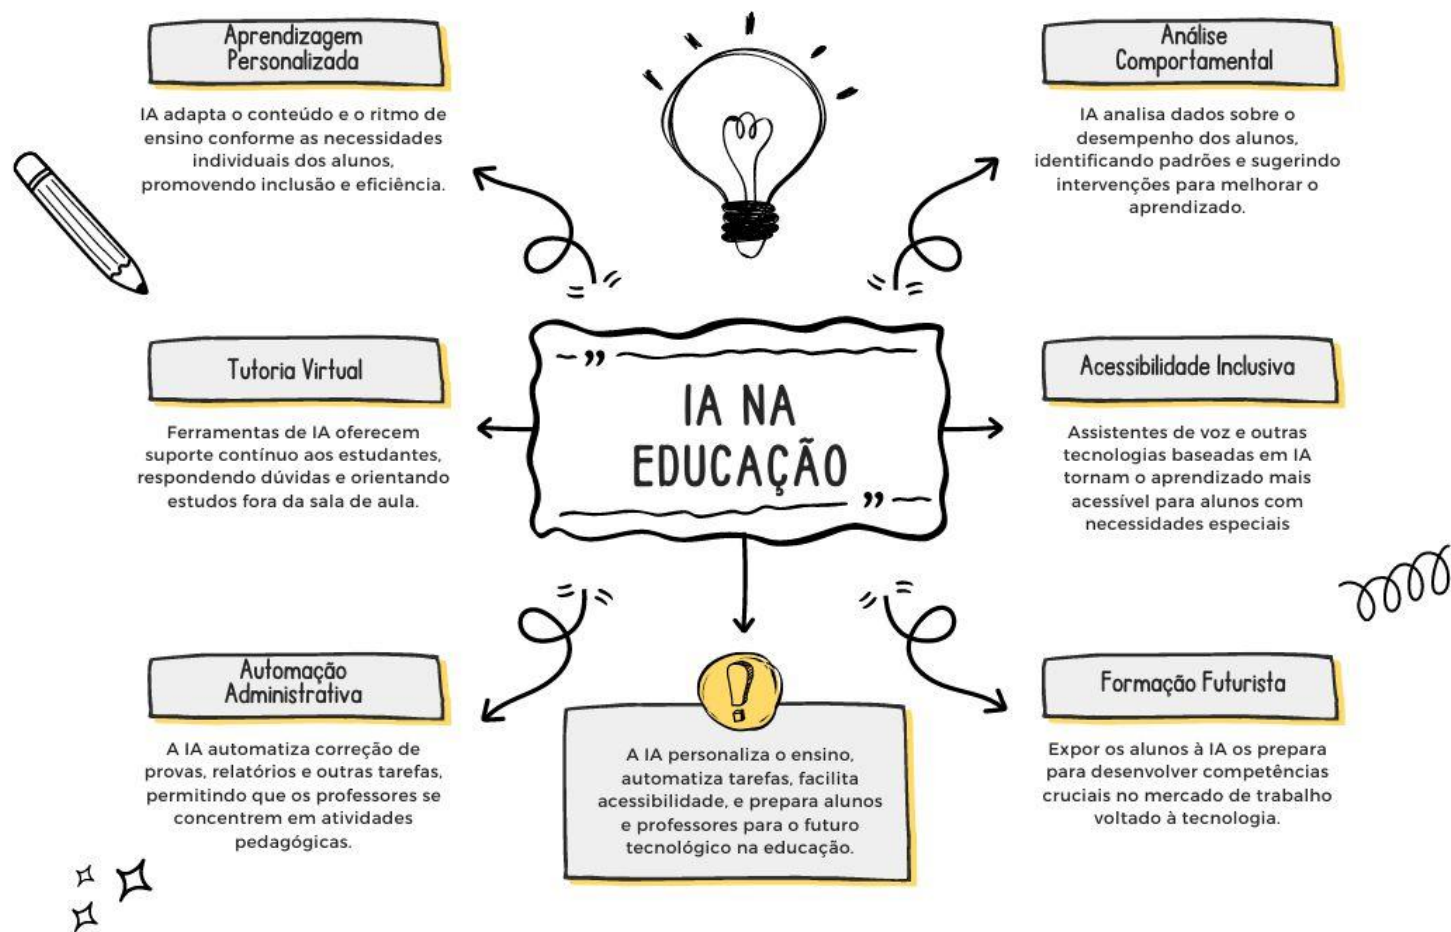 Aprendizagem
Personalizada
IA adapta o conteúdo e o ritmo de
ensino conforme as necessidades
individuais dos alunos,
promovendo inclusão e eficiência.
Análise
Comportamental
IA analisa dados sobre o
desempenho dos alunos,
identificando padrões e sugerindo
intervenções para melhorar o
aprendizado.
IA NA
EDUCAÇÃO
Tutoria Virtual
Ferramentas de IA oferecem
suporte contínuo aos estudantes,
respondendo dúvidas e orientando
estudos fora da sala de aula.
Acessibilidade Inclusiva
Assistentes de voz e outras
tecnologias baseadas em IA
tornam o aprendizado mais
acessível para alunos com
necessidades especiais
Automação
Administrativa
A IA automatiza correção de
provas, relatórios e outras tarefas,
permitindo que os professores se
concentrem em atividades
pedagógicas.
A IA personaliza o ensino,
automatiza tarefas, facilita
acessibilidade, e prepara alunos
e professores para o futuro
tecnológico na educação.
Formação Futurista
Expor os alunos à IA os prepara
para desenvolver competências
cruciais no mercado de trabalho
voltado à tecnologia.